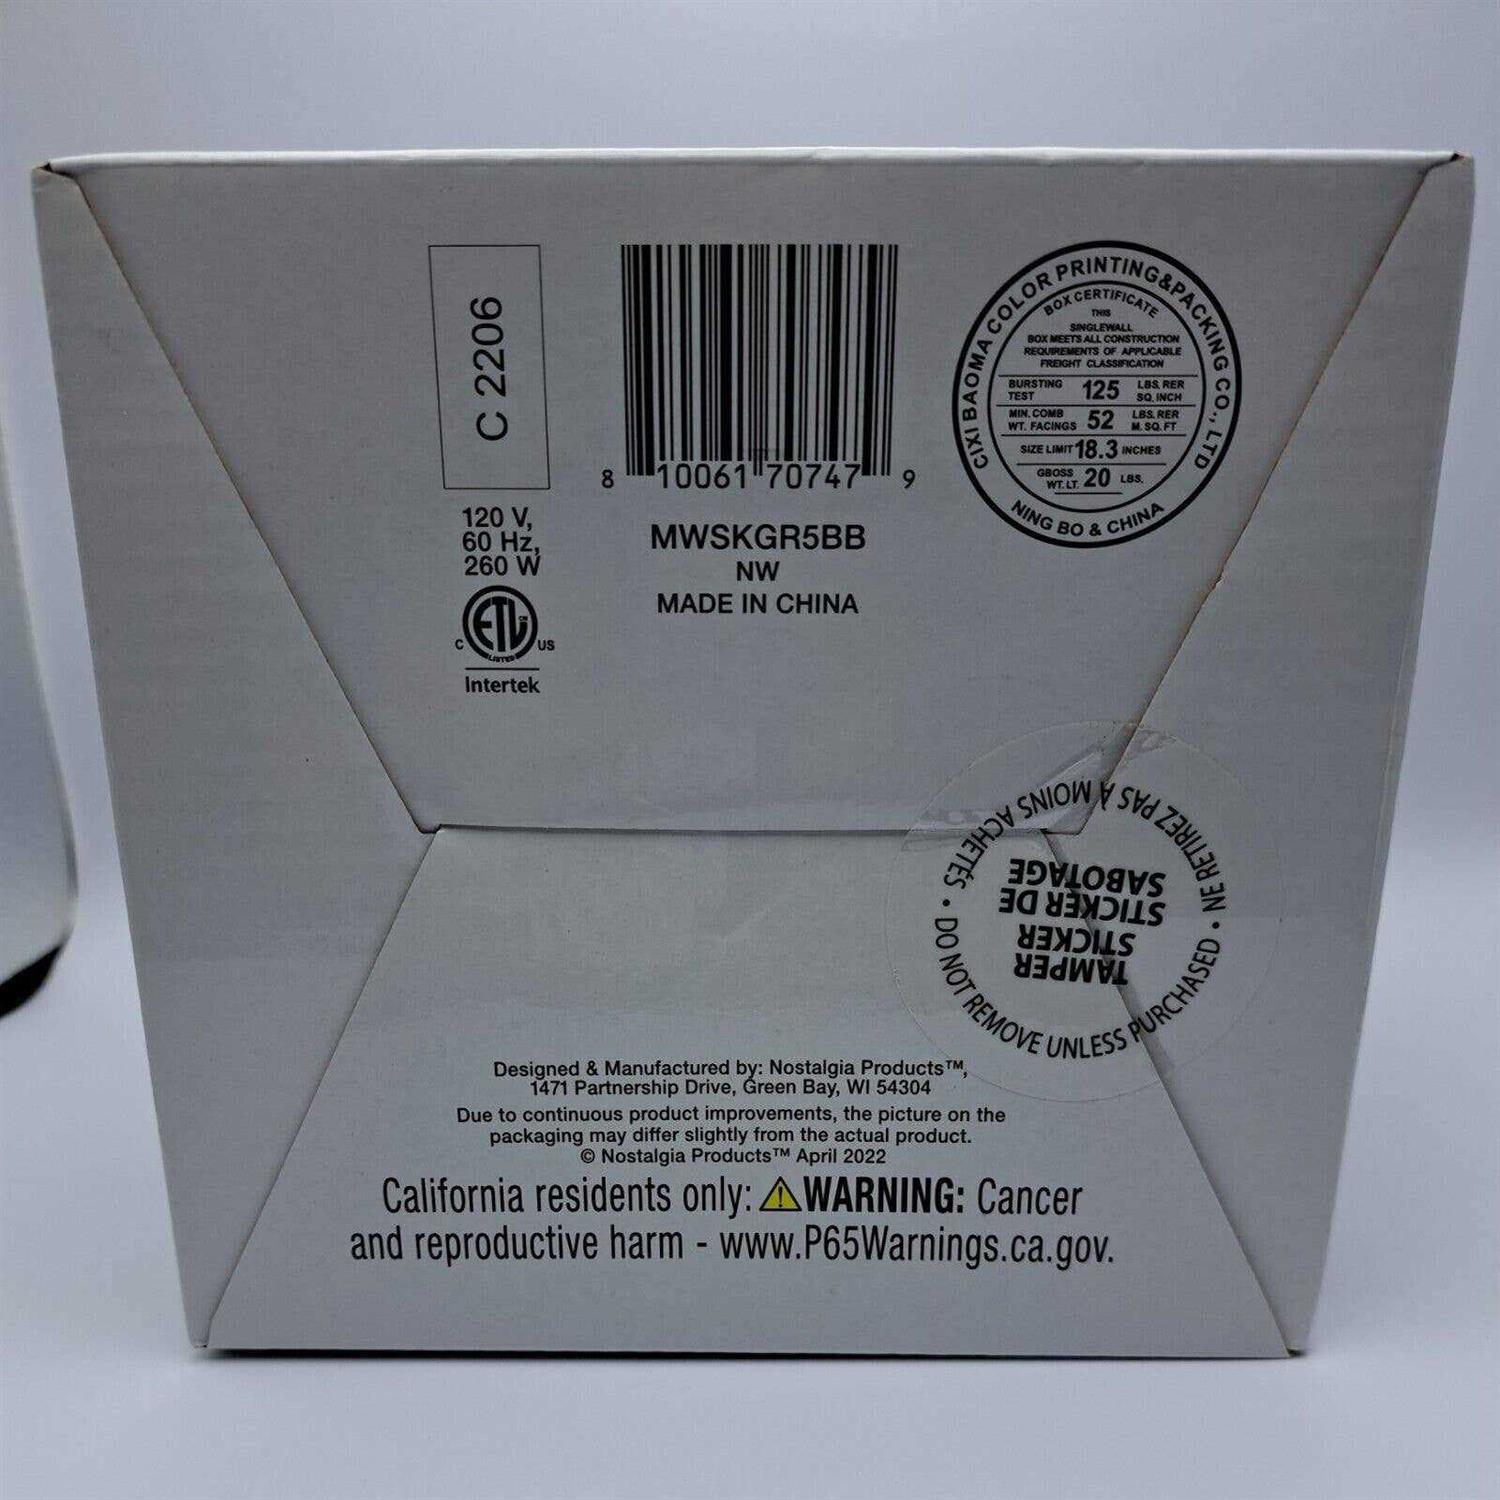 C 2206
120 V,
60 Hz,
260 W
C ETL CM LISTED US
Intertek
8 10061 70747 9
MWSKGR5BB
NW
MADE IN CHINA
CIXI BAOMA COLOR PRINTING&PACKING CO., LTD
BOX CERTIFICATE
THIS
SINGLEWALL
BOX MEETS ALL CONSTRUCTION
REQUIREMENTS OF APPLICABLE
FREIGHT CLASSIFICATION
BURSTING TEST 125 LBS. RER SQ. INCH
MIN. COMB WT. FACINGS 52 LBS. RER M. SQ. FT
SIZE LIMIT 18.3 INCHES
GBOSS WT. LT. 20 LBS.
NING BO & CHINA
TAMPER
STICKER
STICKER DE
SABOTAGE
• DO NOT REMOVE UNLESS PURCHASED •
NE RETIREZ PAS À MOINS ACHETÉS
Designed & Manufactured by: Nostalgia Products™,
1471 Partnership Drive, Green Bay, WI 54304
Due to continuous product improvements, the picture on the
packaging may differ slightly from the actual product.
© Nostalgia Products™ April 2022
California residents only: ⚠WARNING: Cancer
and reproductive harm - www.P65Warnings.ca.gov.